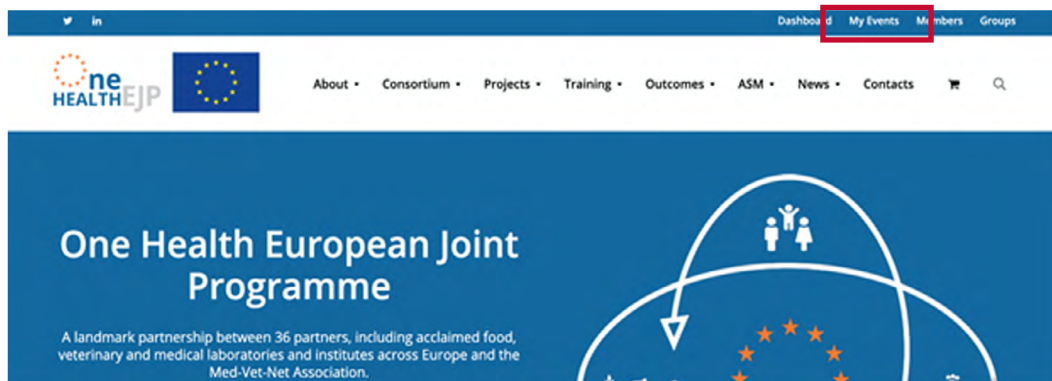 Dashboard My Events Members Groups
One
HEALTHEJP
About Consortium Projects Training Outcomes ASM News Contacts
One Health European Joint
Programme
A landmark partnership between 36 partners, including acclaimed food,
veterinary and medical laboratories and institutes across Europe and the
Med-Vet-Net Association.